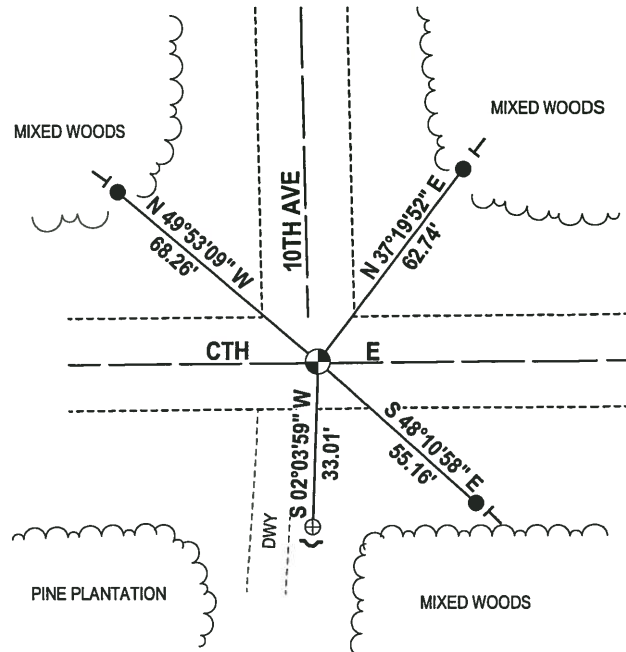 MIXED WOODS
MIXED WOODS
10TH AVE
N 49°53'09" W
68.26'
N 37°19'52" E
62.74'
CTH E
S 02°03'59" W
33.01'
S 48°10'58" E
55.16'
DWY
PINE PLANTATION
MIXED WOODS